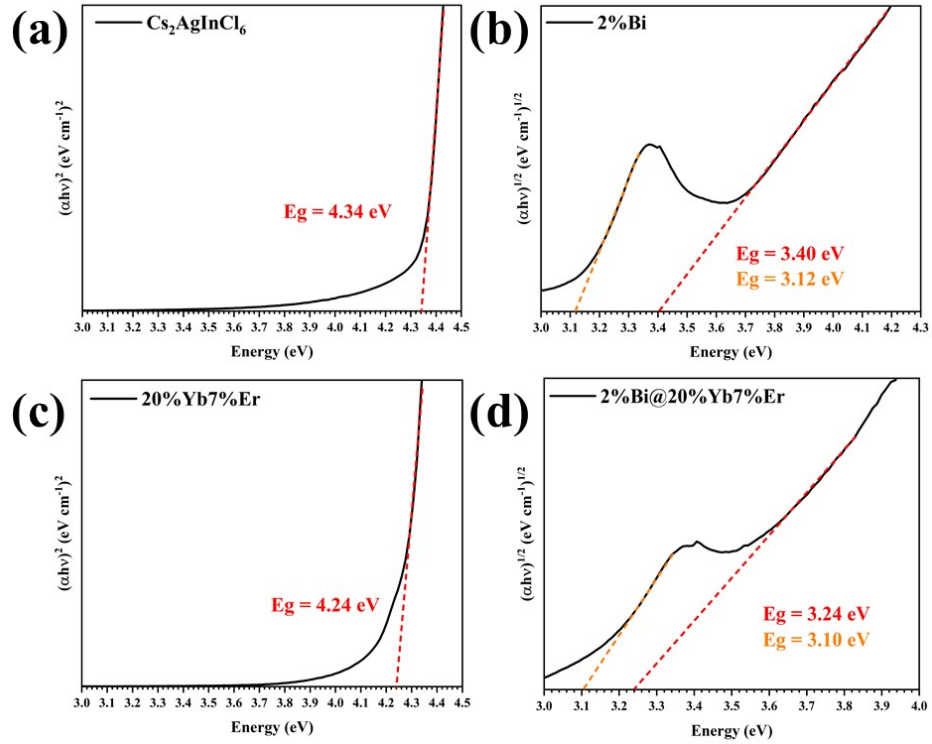 (a)
Cs₂AgInCl₆
(αhν)² (eV cm⁻¹)²
Eg = 4.34 eV
3.0 3.1 3.2 3.3 3.4 3.5 3.6 3.7 3.8 3.9 4.0 4.1 4.2 4.3 4.4 4.5
Energy (eV)
(b)
2%Bi
(αhν)¹/² (eV cm⁻¹)¹/²
Eg = 3.40 eV
Eg = 3.12 eV
3.0 3.1 3.2 3.3 3.4 3.5 3.6 3.7 3.8 3.9 4.0 4.1 4.2 4.3
Energy (eV)
(c)
20%Yb7%Er
(αhν)² (eV cm⁻¹)²
Eg = 4.24 eV
3.0 3.1 3.2 3.3 3.4 3.5 3.6 3.7 3.8 3.9 4.0 4.1 4.2 4.3 4.4 4.5
Energy (eV)
(d)
2%Bi@20%Yb7%Er
(αhν)¹/² (eV cm⁻¹)¹/²
Eg = 3.24 eV
Eg = 3.10 eV
3.0 3.1 3.2 3.3 3.4 3.5 3.6 3.7 3.8 3.9 4.0
Energy (eV)